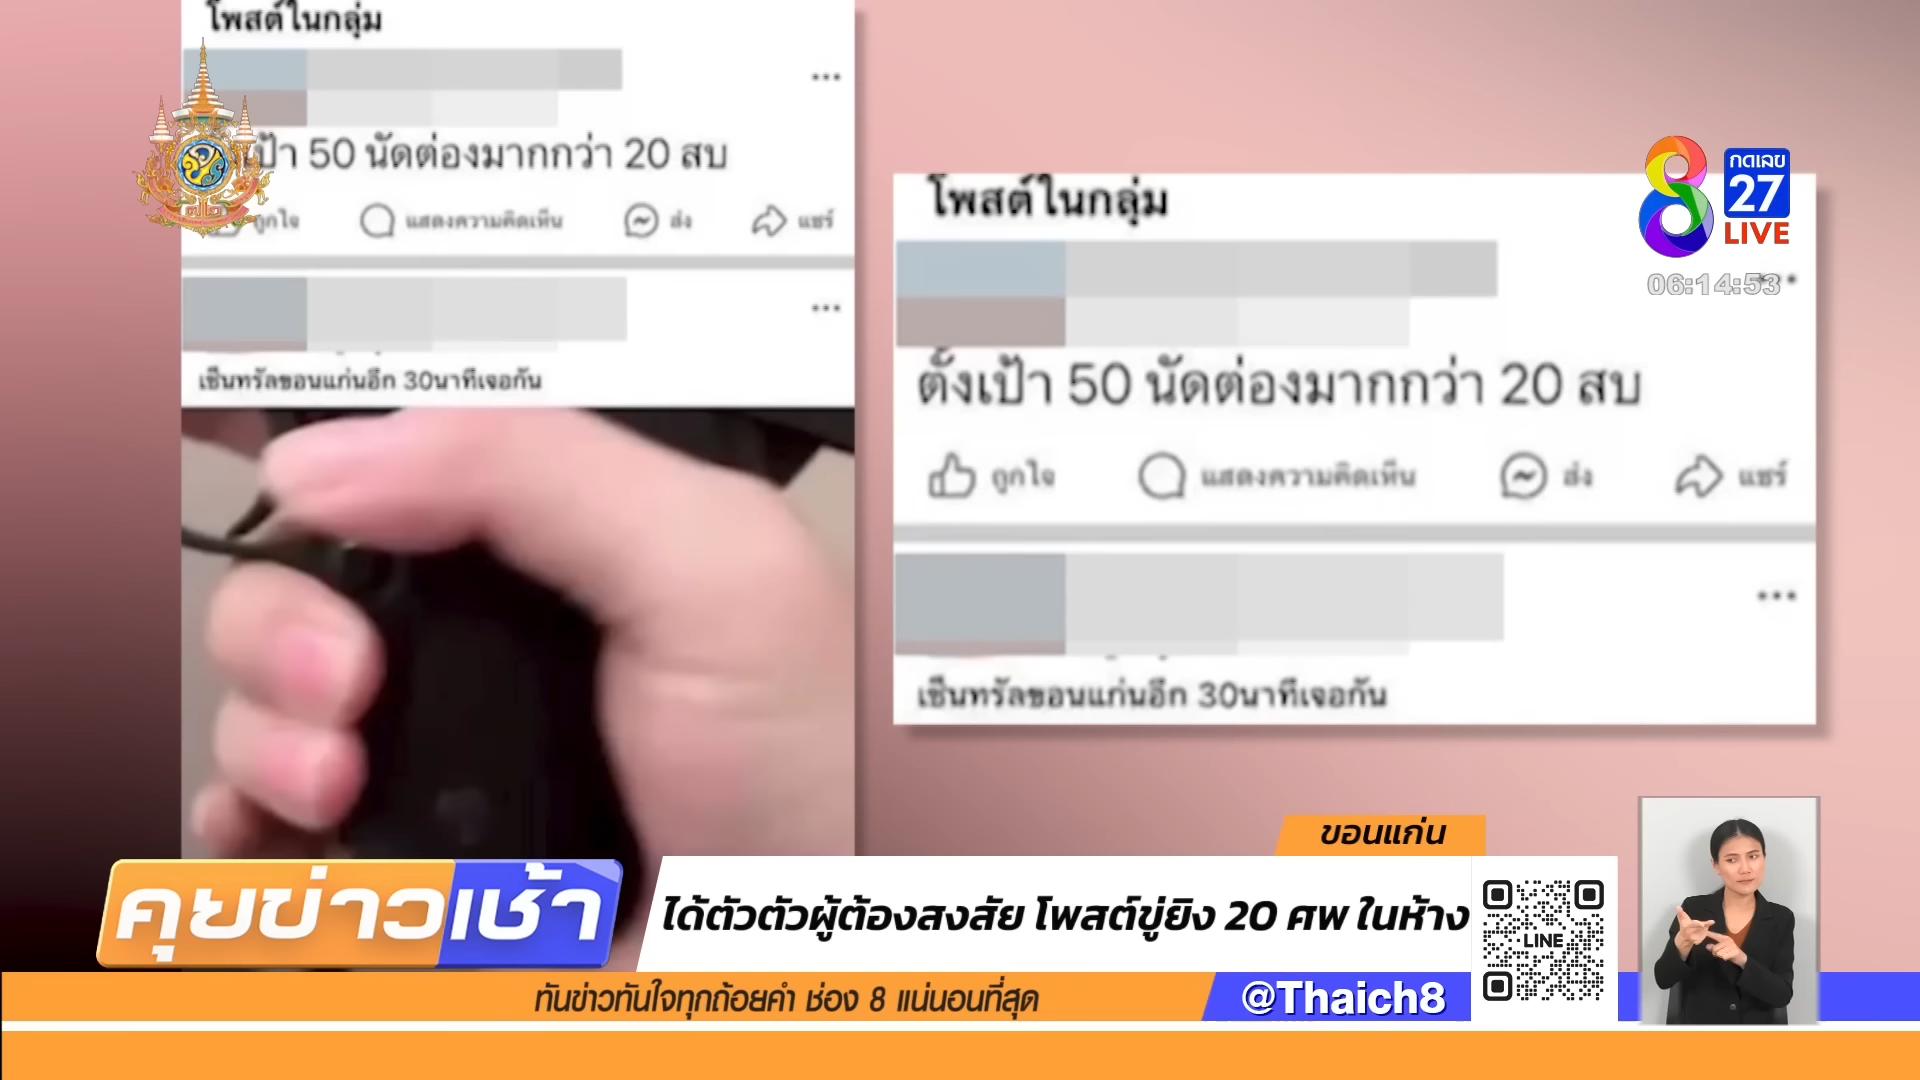 โพสต์ในกลุ่ม
เป้า 50 นัดต่องมากกว่า 20 สบ
ถูกใจ
แสดงความคิดเห็น
ส่ง
แชร์
เซ็นทรัลขอนแก่นอีก 30นาทีเจอกัน
โพสต์ในกลุ่ม
ตั้งเป้า 50 นัดต่องมากกว่า 20 สบ
ถูกใจ
แสดงความคิดเห็น
ส่ง
แชร์
เซ็นทรัลขอนแก่นอีก 30นาทีเจอกัน
8
กดเลข
27
LIVE
06:14:53
ขอนแก่น
คุยข่าวเช้า
ได้ตัวตัวผู้ต้องสงสัย โพสต์ขู่ยิง 20 ศพ ในห้าง
LINE
ทันข่าวทันใจทุกถ้อยคำ ช่อง 8 แน่นอนที่สุด
@Thaich8